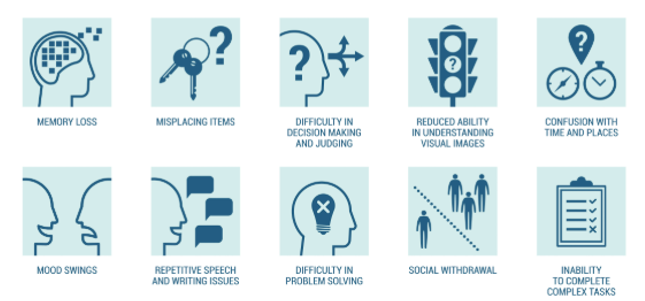 MEMORY LOSS
MISPLACING ITEMS
DIFFICULTY IN
DECISION MAKING
AND JUDGING
REDUCED ABILITY
IN UNDERSTANDING
VISUAL IMAGES
CONFUSION WITH
TIME AND PLACES
MOOD SWINGS
REPETITIVE SPEECH
AND WRITING ISSUES
DIFFICULTY IN
PROBLEM SOLVING
SOCIAL WITHDRAWAL
INABILITY
TO COMPLETE
COMPLEX TASKS